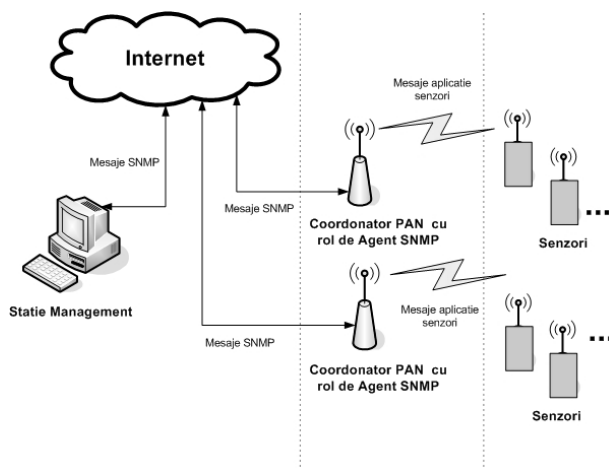 Internet
Mesaje aplicatie
senzori
Mesaje SNMP
Mesaje SNMP
Coordonator PAN cu
rol de Agent SNMP
Senzori
Statie Management
Mesaje aplicatie
senzori
Mesaje SNMP
Coordonator PAN cu
rol de Agent SNMP
Senzori